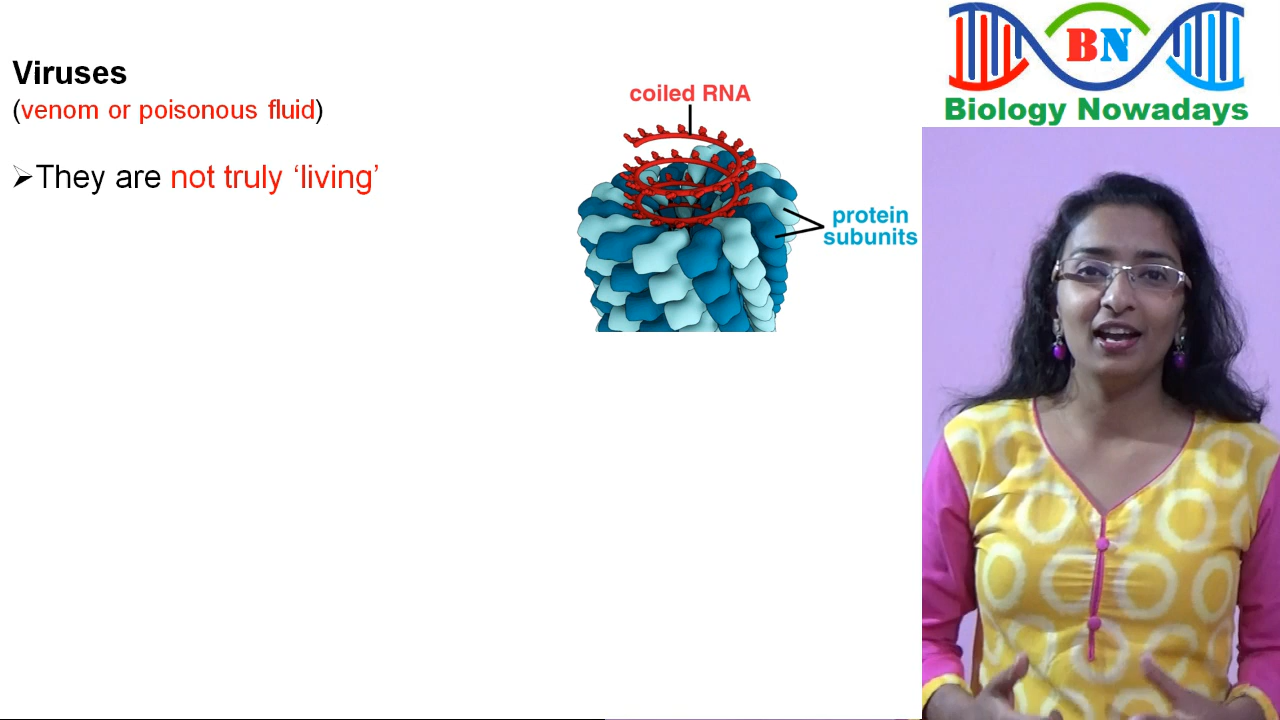 Viruses
(venom or poisonous fluid)
➢They are not truly ‘living’
coiled RNA
protein
subunits
BN
Biology Nowadays